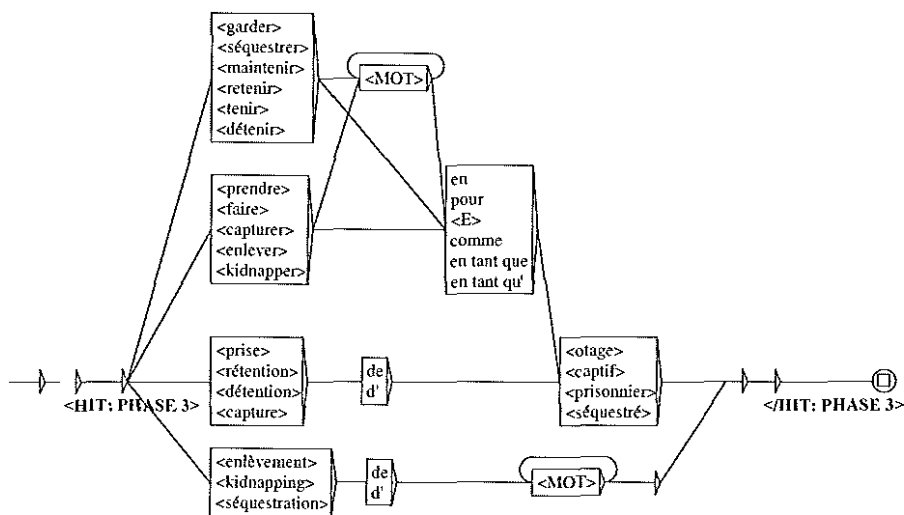 <garder>
<séquestrer>
<maintenir>
<retenir>
<tenir>
<détenir>
<MOT>
<prendre>
<faire>
<capturer>
<enlever>
<kidnapper>
en
pour
<E>
comme
en tant que
en tant qu'
<prise>
<rétention>
<détention>
<capture>
de
d'
<otage>
<captif>
<prisonnier>
<séquestré>
<HIT: PHASE 3>
</HIT: PHASE 3>
<enlèvement>
<kidnapping>
<séquestration>
de
d'
<MOT>